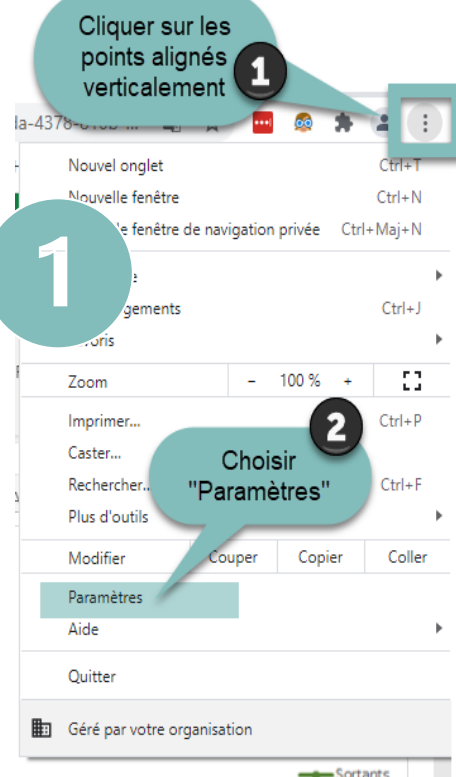 Cliquer sur les
points alignés
verticalement
1
da-4378-
Nouvel onglet Ctrl+T
Nouvelle fenêtre Ctrl+N
fenêtre de navigation privée Ctrl+Maj+N
1
Ctrl+J
Zoom - 100 % +
Imprimer... Ctrl+P
2
Caster...
Choisir
"Paramètres"
Rechercher... Ctrl+F
Plus d'outils
Modifier Couper Copier Coller
Paramètres
Aide
Quitter
Géré par votre organisation
Sortants